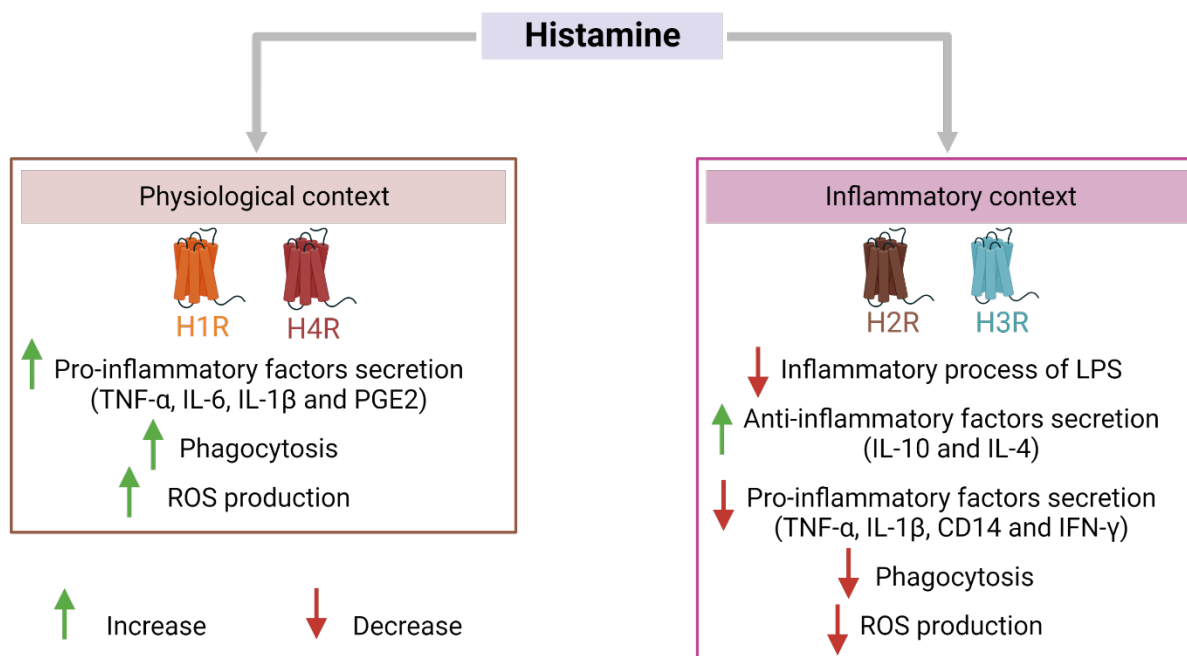 Histamine
Physiological context
H1R
H4R
Pro-inflammatory factors secretion
(TNF-α, IL-6, IL-1β and PGE2)
Phagocytosis
ROS production
Inflammatory context
H2R
H3R
Inflammatory process of LPS
Anti-inflammatory factors secretion
(IL-10 and IL-4)
Pro-inflammatory factors secretion
(TNF-α, IL-1β, CD14 and IFN-γ)
Phagocytosis
ROS production
Increase
Decrease